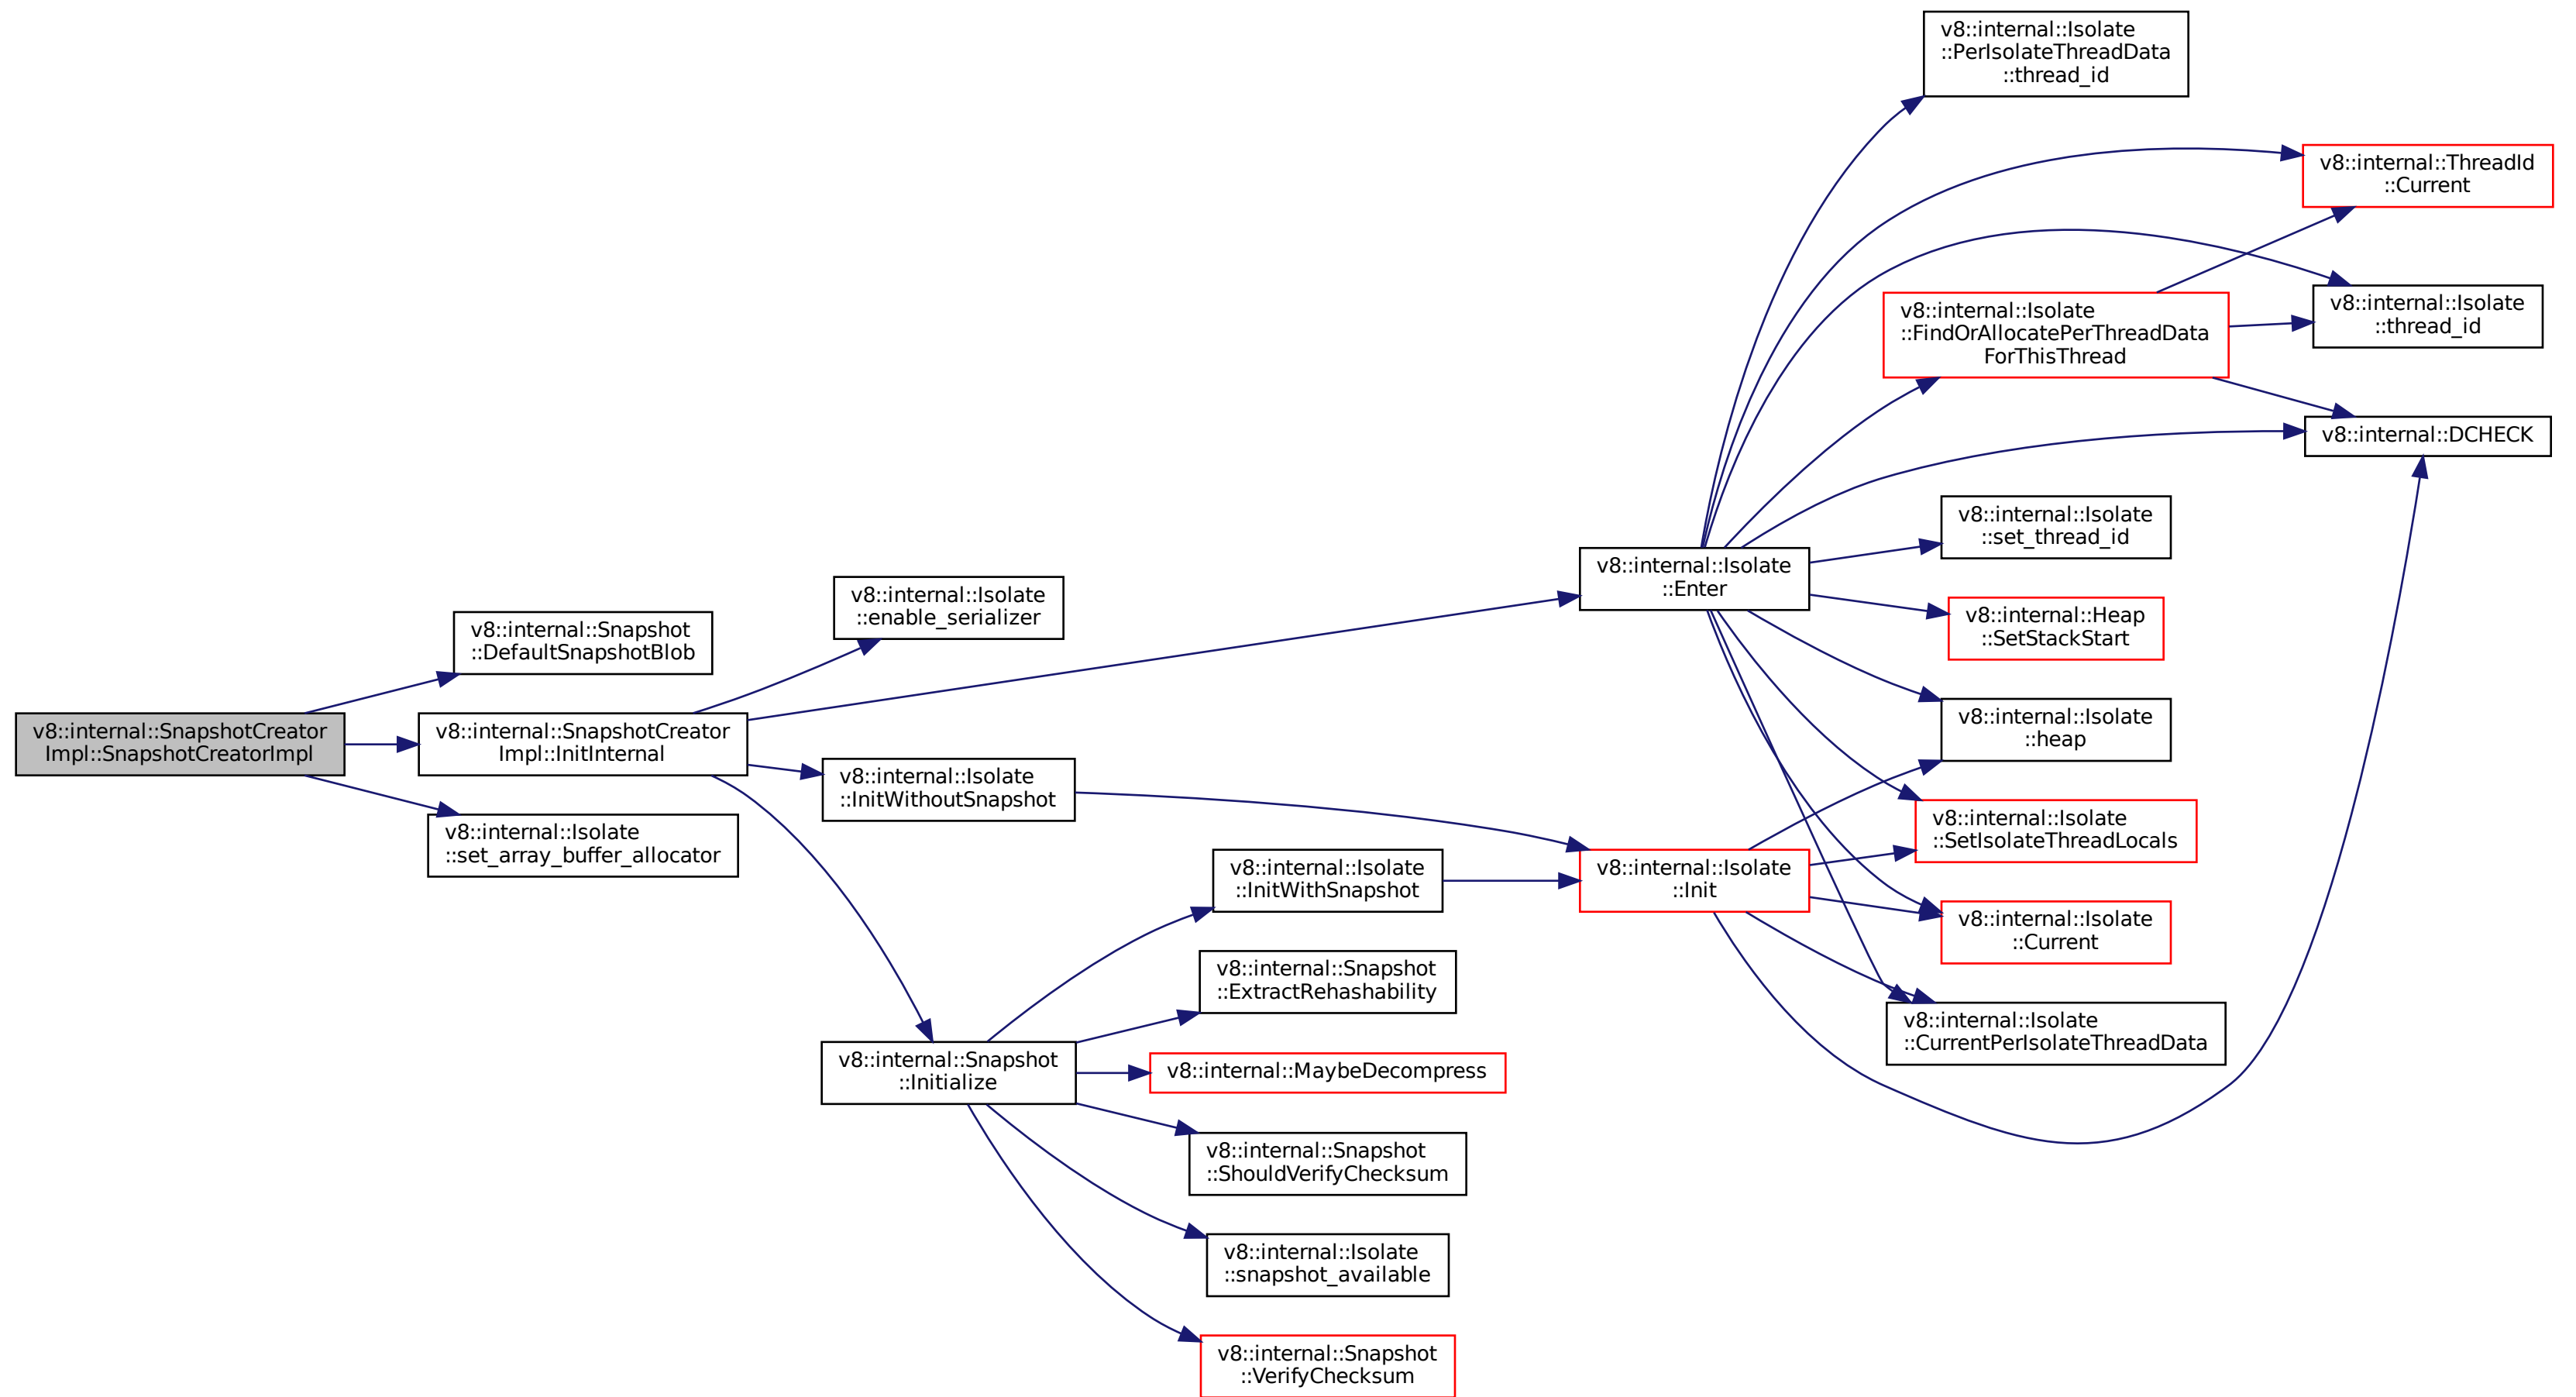 v8::internal::SnapshotCreator
Impl::SnapshotCreatorImpl
v8::internal::Snapshot
::DefaultSnapshotBlob
v8::internal::SnapshotCreator
Impl::InitInternal
v8::internal::Isolate
::set_array_buffer_allocator
v8::internal::Isolate
::enable_serializer
v8::internal::Isolate
::InitWithoutSnapshot
v8::internal::Snapshot
::Initialize
v8::internal::Isolate
::InitWithSnapshot
v8::internal::Snapshot
::ExtractRehashability
v8::internal::MaybeDecompress
v8::internal::Snapshot
::ShouldVerifyChecksum
v8::internal::Isolate
::snapshot_available
v8::internal::Snapshot
::VerifyChecksum
v8::internal::Isolate
::Enter
v8::internal::Isolate
::Init
v8::internal::Isolate
::PerIsolateThreadData
::thread_id
v8::internal::Isolate
::FindOrAllocatePerThreadData
ForThisThread
v8::internal::Isolate
::set_thread_id
v8::internal::Heap
::SetStackStart
v8::internal::Isolate
::heap
v8::internal::Isolate
::SetIsolateThreadLocals
v8::internal::Isolate
::Current
v8::internal::Isolate
::CurrentPerIsolateThreadData
v8::internal::ThreadId
::Current
v8::internal::Isolate
::thread_id
v8::internal::DCHECK